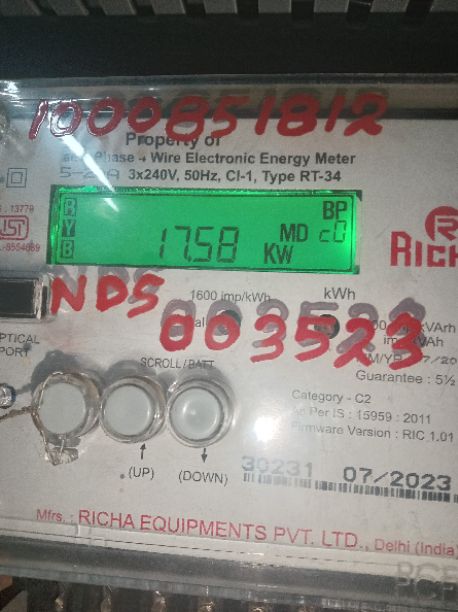 1000851812
Property of
Phase 4 Wire Electronic Energy Meter
3x240V, 50Hz, Cl-1, Type RT-34
R
Y
B
BP
17.58 MD c0
KW
R
RICH
NDS
1600 imp/kWh
kWh
003523
SCROLL/BATT
PORT
Guarantee : 5½
Category - C2
As Per IS : 15959 : 2011
Firmware Version : RIC 1.01
(UP)
(DOWN)
30231 07/2023
Mfrs. : RICHA EQUIPMENTS PVT. LTD., Delhi (India)